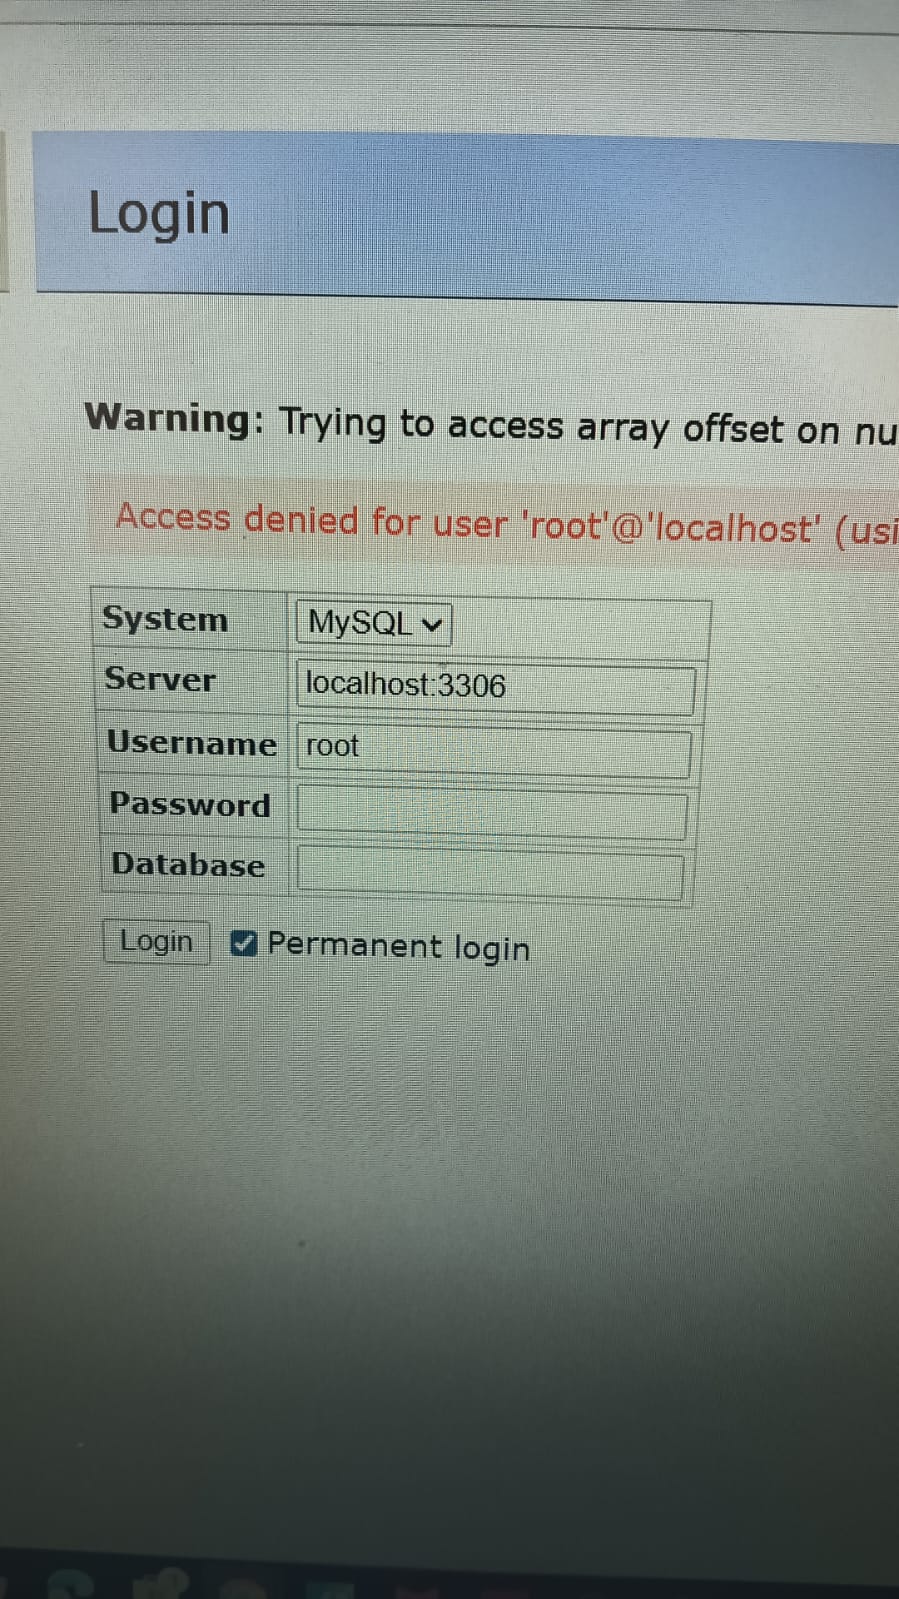 Login
Warning: Trying to access array offset on nu
Access denied for user 'root'@'localhost' (usi
System MySQL
Server localhost:3306
Username root
Password
Database
Login Permanent login